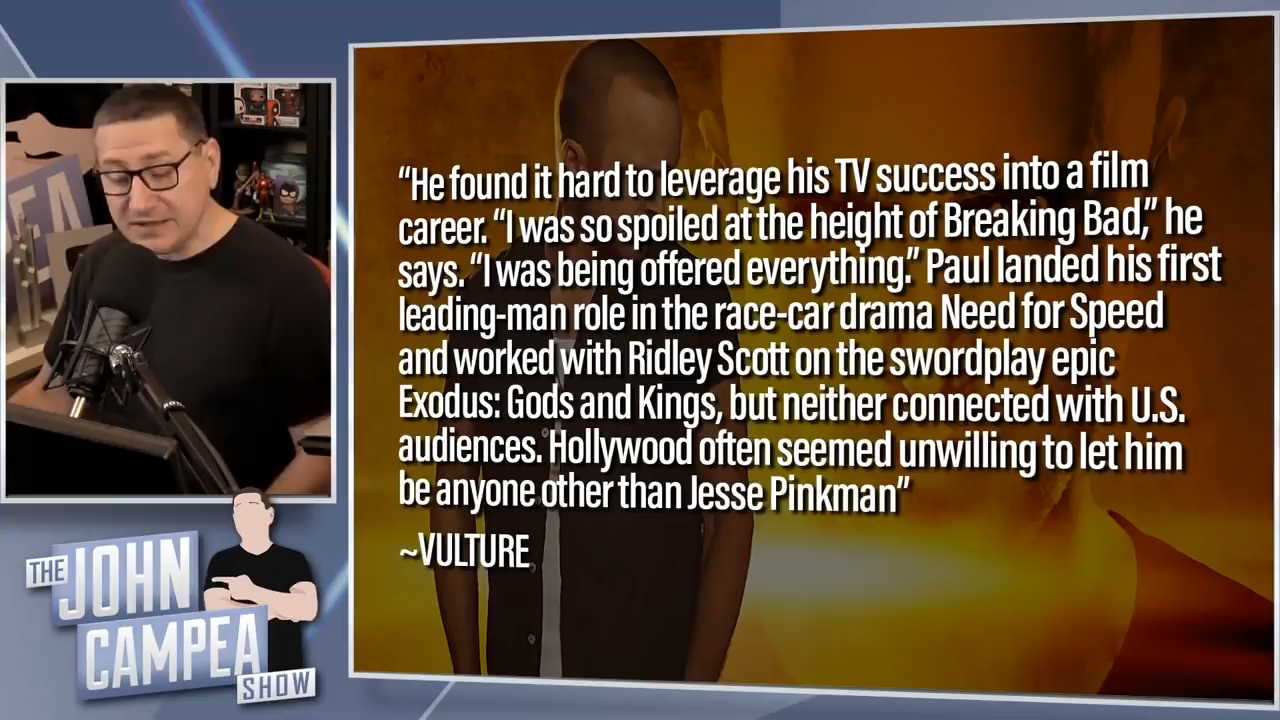 “He found it hard to leverage his TV success into a film
career. “I was so spoiled at the height of Breaking Bad,” he
says. “I was being offered everything.” Paul landed his first
leading-man role in the race-car drama Need for Speed
and worked with Ridley Scott on the swordplay epic
Exodus: Gods and Kings, but neither connected with U.S.
audiences. Hollywood often seemed unwilling to let him
be anyone other than Jesse Pinkman”
~VULTURE
THE
JOHN
CAMPEA
SHOW